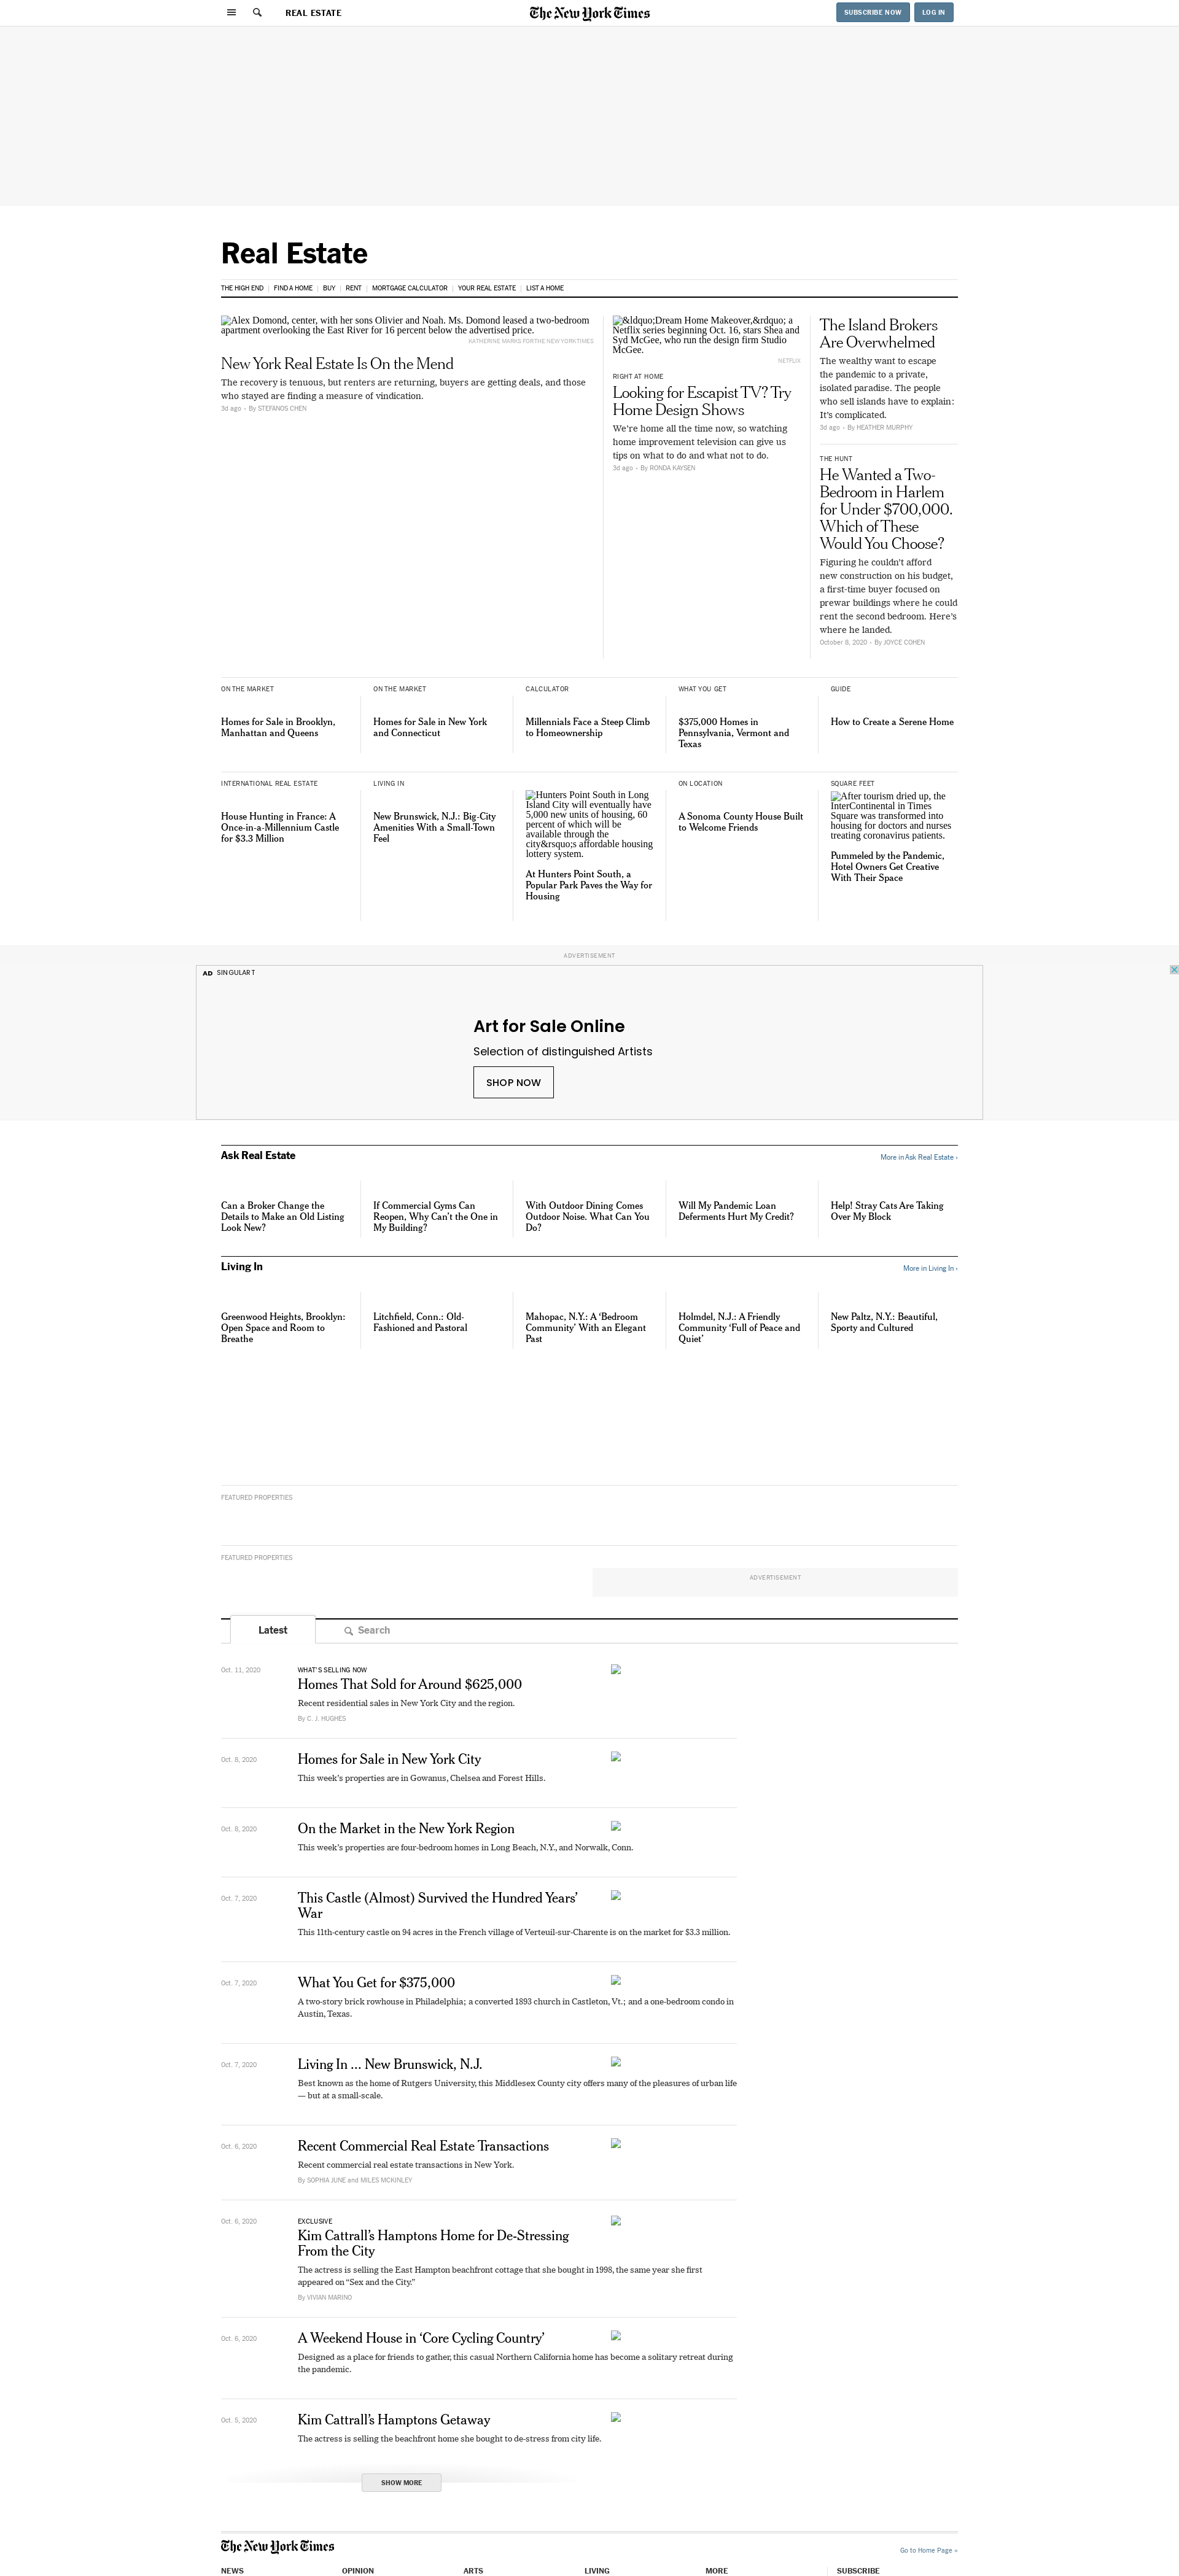 REAL ESTATE
The New York Times
SUBSCRIBE NOW
LOG IN
Real Estate
THE HIGH END
FIND A HOME
BUY
RENT
MORTGAGE CALCULATOR
YOUR REAL ESTATE
LIST A HOME
Alex Domond, center, with her sons Olivier and Noah. Ms. Domond leased a two-bedroom
apartment overlooking the East River for 16 percent below the advertised price.
KATHERINE MARKS FOR THE NEW YORK TIMES
New York Real Estate Is On the Mend
The recovery is tenuous, but renters are returning, buyers are getting deals, and those
who stayed are finding a measure of vindication.
3d ago • By STEFANOS CHEN
&ldquo;Dream Home Makeover,&rdquo; a
Netflix series beginning Oct. 16, stars Shea and
Syd McGee, who run the design firm Studio
McGee.
NETFLIX
RIGHT AT HOME
Looking for Escapist TV? Try
Home Design Shows
We're home all the time now, so watching
home improvement television can give us
tips on what to do and what not to do.
3d ago • By RONDA KAYSEN
The Island Brokers
Are Overwhelmed
The wealthy want to escape
the pandemic to a private,
isolated paradise. The people
who sell islands have to explain:
It's complicated.
3d ago • By HEATHER MURPHY
THE HUNT
He Wanted a Two-
Bedroom in Harlem
for Under $700,000.
Which of These
Would You Choose?
Figuring he couldn't afford
new construction on his budget,
a first-time buyer focused on
prewar buildings where he could
rent the second bedroom. Here's
where he landed.
October 8, 2020 • By JOYCE COHEN
ON THE MARKET
Homes for Sale in Brooklyn,
Manhattan and Queens
ON THE MARKET
Homes for Sale in New York
and Connecticut
CALCULATOR
Millennials Face a Steep Climb
to Homeownership
WHAT YOU GET
$375,000 Homes in
Pennsylvania, Vermont and
Texas
GUIDE
How to Create a Serene Home
INTERNATIONAL REAL ESTATE
House Hunting in France: A
Once-in-a-Millennium Castle
for $3.3 Million
LIVING IN
New Brunswick, N.J.: Big-City
Amenities With a Small-Town
Feel
Hunters Point South in Long
Island City will eventually have
5,000 new units of housing, 60
percent of which will be
available through the
city&rsquo;s affordable housing
lottery system.
At Hunters Point South, a
Popular Park Paves the Way for
Housing
ON LOCATION
A Sonoma County House Built
to Welcome Friends
SQUARE FEET
After tourism dried up, the
InterContinental in Times
Square was transformed into
housing for doctors and nurses
treating coronavirus patients.
Pummeled by the Pandemic,
Hotel Owners Get Creative
With Their Space
ADVERTISEMENT
AD SINGULART
Art for Sale Online
Selection of distinguished Artists
SHOP NOW
Ask Real Estate
More in Ask Real Estate ›
Can a Broker Change the
Details to Make an Old Listing
Look New?
If Commercial Gyms Can
Reopen, Why Can't the One in
My Building?
With Outdoor Dining Comes
Outdoor Noise. What Can You
Do?
Will My Pandemic Loan
Deferments Hurt My Credit?
Help! Stray Cats Are Taking
Over My Block
Living In
More in Living In ›
Greenwood Heights, Brooklyn:
Open Space and Room to
Breathe
Litchfield, Conn.: Old-
Fashioned and Pastoral
Mahopac, N.Y.: A ‘Bedroom
Community’ With an Elegant
Past
Holmdel, N.J.: A Friendly
Community ‘Full of Peace and
Quiet’
New Paltz, N.Y.: Beautiful,
Sporty and Cultured
FEATURED PROPERTIES
FEATURED PROPERTIES
ADVERTISEMENT
Latest
Search
Oct. 11, 2020
WHAT'S SELLING NOW
Homes That Sold for Around $625,000
Recent residential sales in New York City and the region.
By C. J. HUGHES
Oct. 8, 2020
Homes for Sale in New York City
This week's properties are in Gowanus, Chelsea and Forest Hills.
Oct. 8, 2020
On the Market in the New York Region
This week's properties are four-bedroom homes in Long Beach, N.Y., and Norwalk, Conn.
Oct. 7, 2020
This Castle (Almost) Survived the Hundred Years’
War
This 11th-century castle on 94 acres in the French village of Verteuil-sur-Charente is on the market for $3.3 million.
Oct. 7, 2020
What You Get for $375,000
A two-story brick rowhouse in Philadelphia; a converted 1893 church in Castleton, Vt.; and a one-bedroom condo in
Austin, Texas.
Oct. 7, 2020
Living In ... New Brunswick, N.J.
Best known as the home of Rutgers University, this Middlesex County city offers many of the pleasures of urban life
— but at a small-scale.
Oct. 6, 2020
Recent Commercial Real Estate Transactions
Recent commercial real estate transactions in New York.
By SOPHIA JUNE and MILES MCKINLEY
Oct. 6, 2020
EXCLUSIVE
Kim Cattrall’s Hamptons Home for De-Stressing
From the City
The actress is selling the East Hampton beachfront cottage that she bought in 1998, the same year she first
appeared on “Sex and the City.”
By VIVIAN MARINO
Oct. 6, 2020
A Weekend House in ‘Core Cycling Country’
Designed as a place for friends to gather, this casual Northern California home has become a solitary retreat during
the pandemic.
Oct. 5, 2020
Kim Cattrall’s Hamptons Getaway
The actress is selling the beachfront home she bought to de-stress from city life.
SHOW MORE
The New York Times
Go to Home Page »
NEWS
OPINION
ARTS
LIVING
MORE
SUBSCRIBE